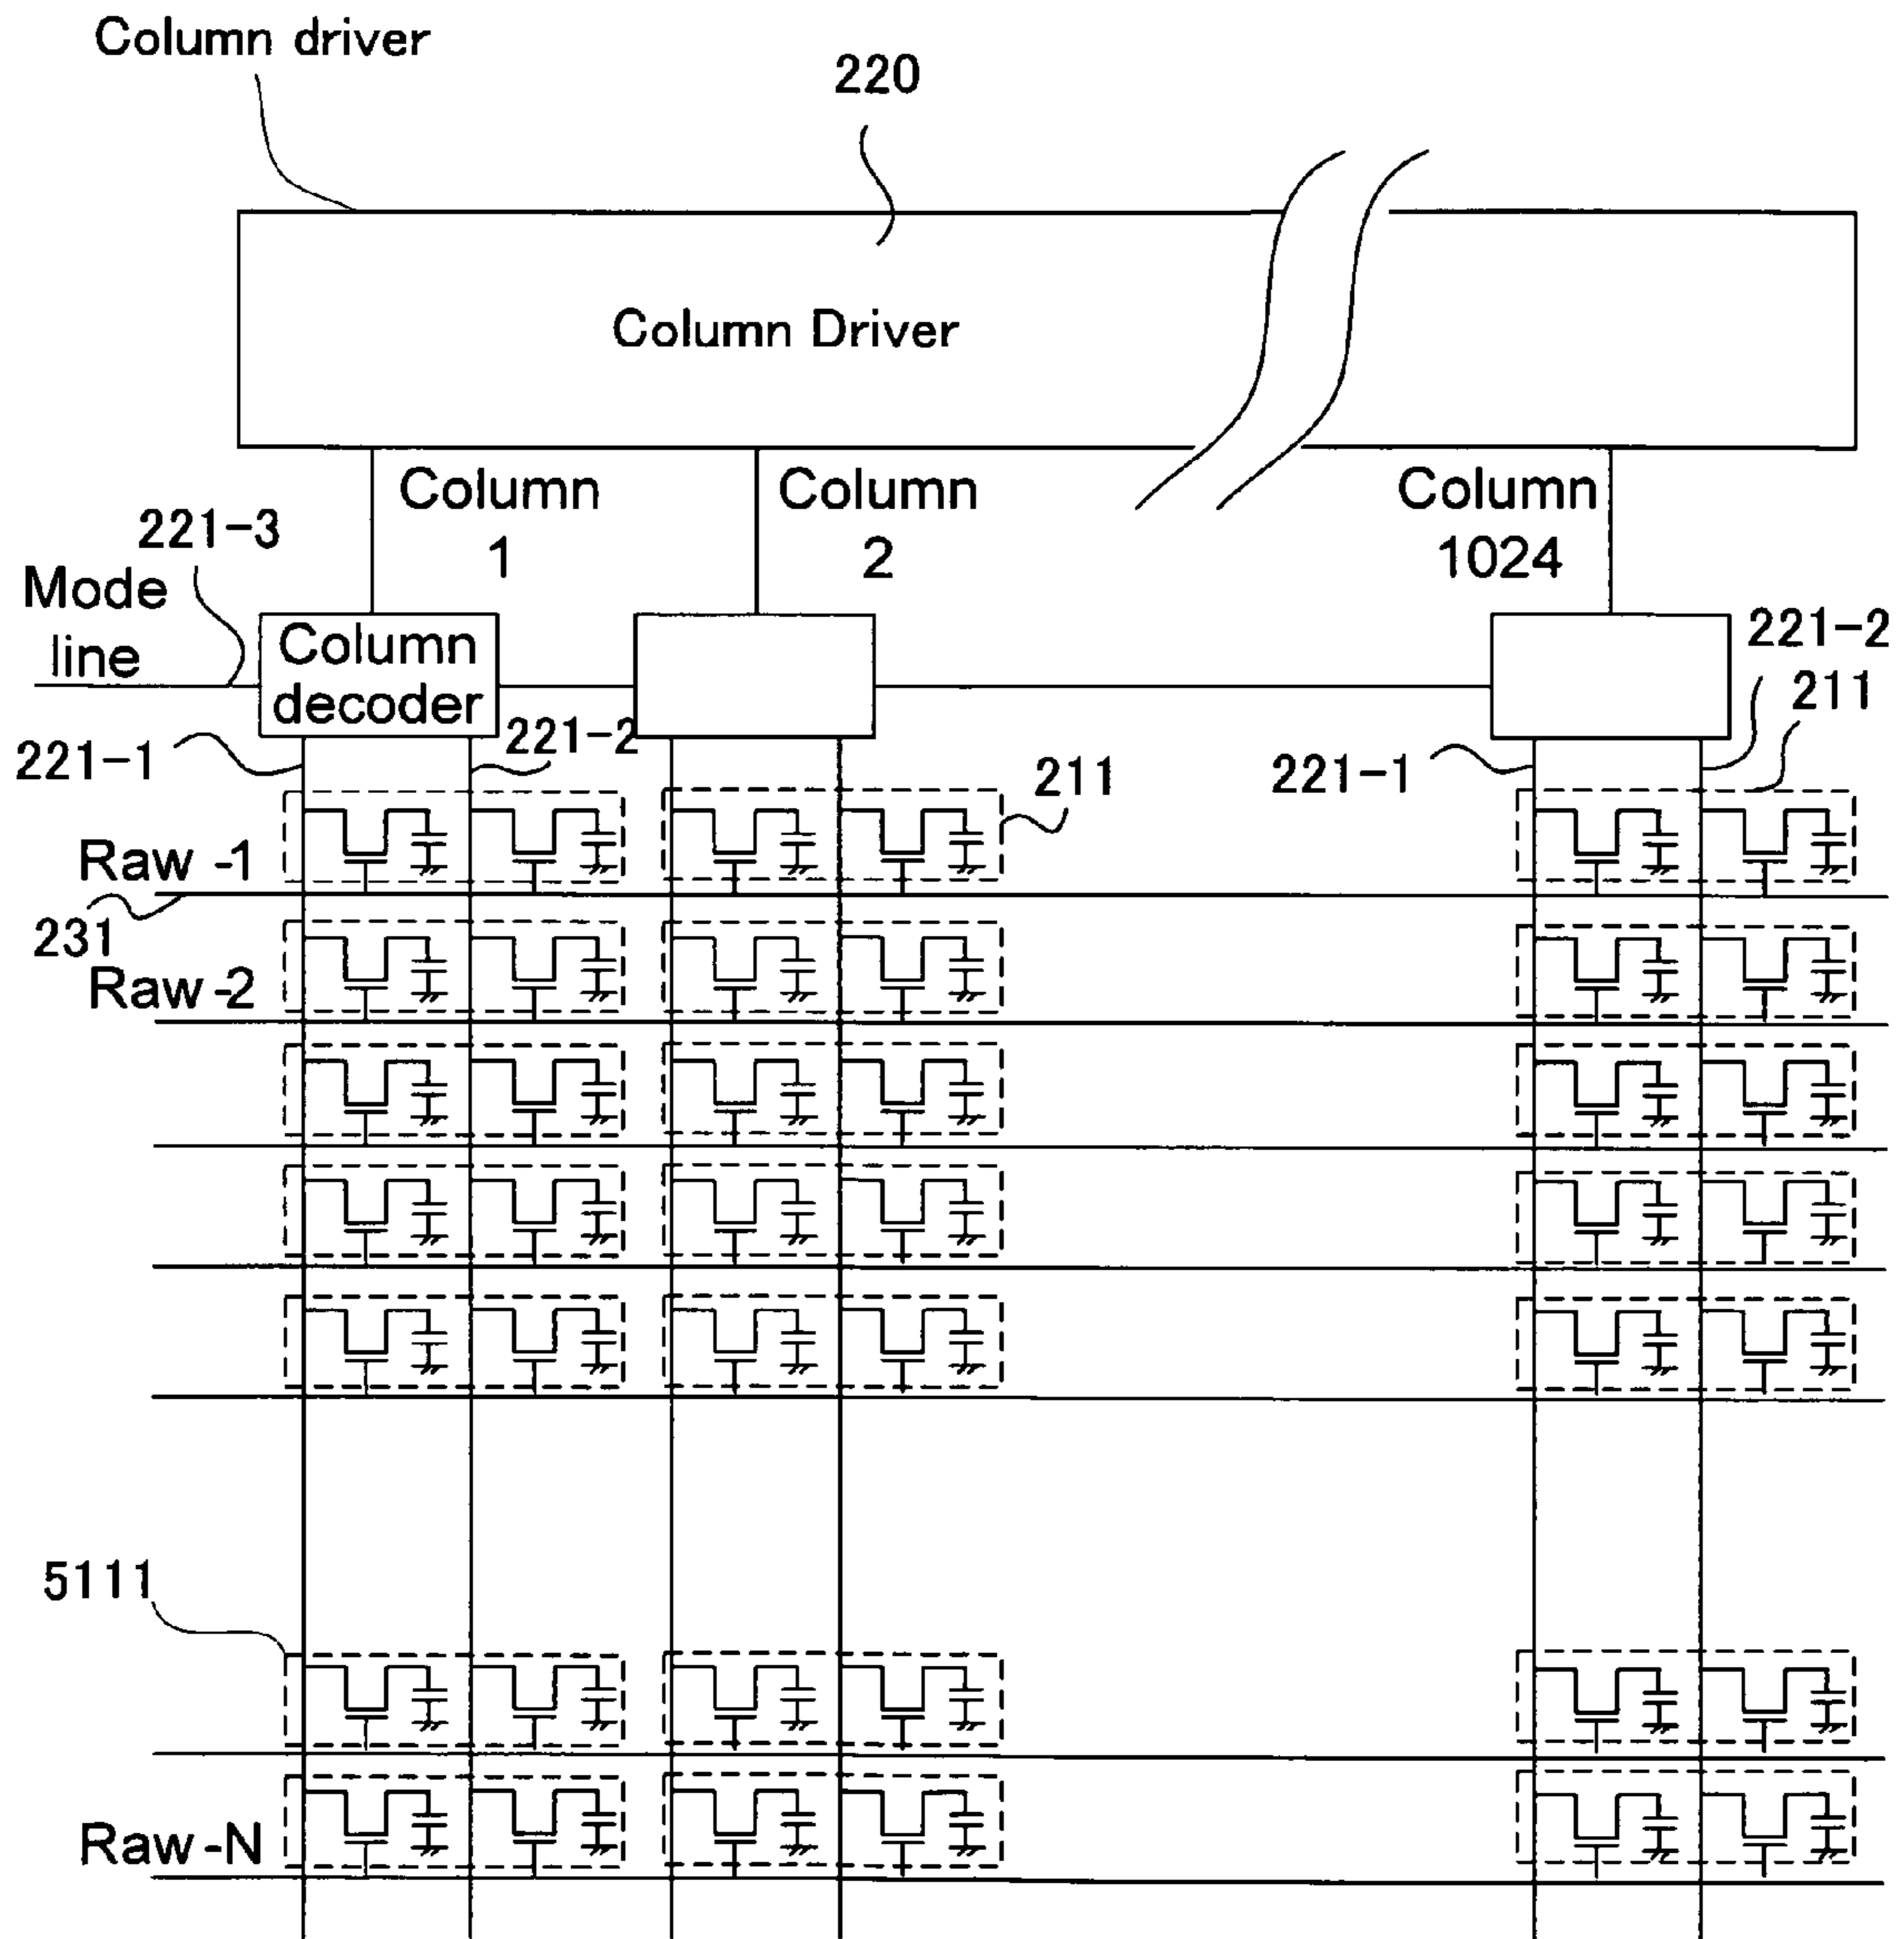 Column driver
220
Column Driver
Column
1
Column
2
Column
1024
221-3
Mode
line
Column
decoder
221-2
211
221-1
221-2
211
221-1
Raw -1
231
Raw -2
5111
Raw -N